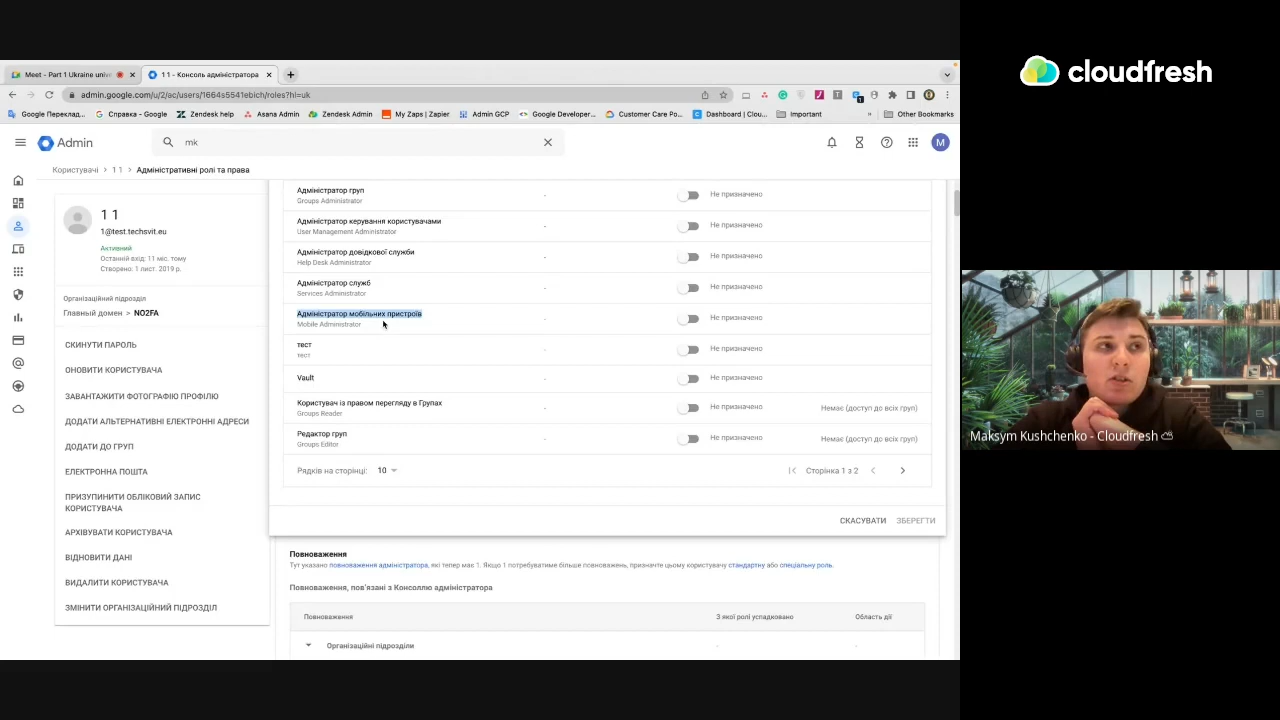 cloudfresh
Meet - Part 1 Ukraine unive
1 1 - Консоль адміністратора
admin.google.com/u/2/ac/users/1664s5541ebich/roles?hl=uk
Google Переклад...
Справка - Google
Zendesk help
Asana Admin
Zendesk Admin
My Zaps | Zapier
Admin GCP
Google Developer...
Customer Care Po...
Dashboard | Clou...
Important
»
Other Bookmarks
Admin
mk
M
Користувачі > 1 1 > Адміністративні ролі та права
1 1
1@test.techsvit.eu
Активний
Останній вхід: 11 міс. тому
Створено: 1 лист. 2019 р.
Організаційний підрозділ
Главный домен > NO2FA
СКИНУТИ ПАРОЛЬ
ОНОВИТИ КОРИСТУВАЧА
ЗАВАНТАЖИТИ ФОТОГРАФІЮ ПРОФІЛЮ
ДОДАТИ АЛЬТЕРНАТИВНІ ЕЛЕКТРОННІ АДРЕСИ
ДОДАТИ ДО ГРУП
ЕЛЕКТРОННА ПОШТА
ПРИЗУПИНИТИ ОБЛІКОВИЙ ЗАПИС
КОРИСТУВАЧА
АРХІВУВАТИ КОРИСТУВАЧА
ВІДНОВИТИ ДАНІ
ВИДАЛИТИ КОРИСТУВАЧА
ЗМІНИТИ ОРГАНІЗАЦІЙНИЙ ПІДРОЗДІЛ
Адміністратор груп
Groups Administrator
- Не призначено
Адміністратор керування користувачами
User Management Administrator
- Не призначено
Адміністратор довідкової служби
Help Desk Administrator
- Не призначено
Адміністратор служб
Services Administrator
- Не призначено
Адміністратор мобільних пристроїв
Mobile Administrator
- Не призначено
тест
тест
- Не призначено
Vault - Не призначено
Користувач із правом перегляду в Групах
Groups Reader
- Не призначено Немає (доступ до всіх груп)
Редактор груп
Groups Editor
- Не призначено Немає (доступ до всіх груп)
Рядків на сторінці: 10 Сторінка 1 з 2
СКАСУВАТИ ЗБЕРЕГТИ
Повноваження
Тут указано повноваження адміністратора, які тепер має 1. Якщо 1 потребуватиме більше повноважень, призначте цьому користувачу стандартну або спеціальну роль.
Повноваження, пов'язані з Консоллю адміністратора
Повноваження З якої ролі успадковано Область дії
Організаційні підрозділи - -
Maksym Kushchenko - Cloudfresh